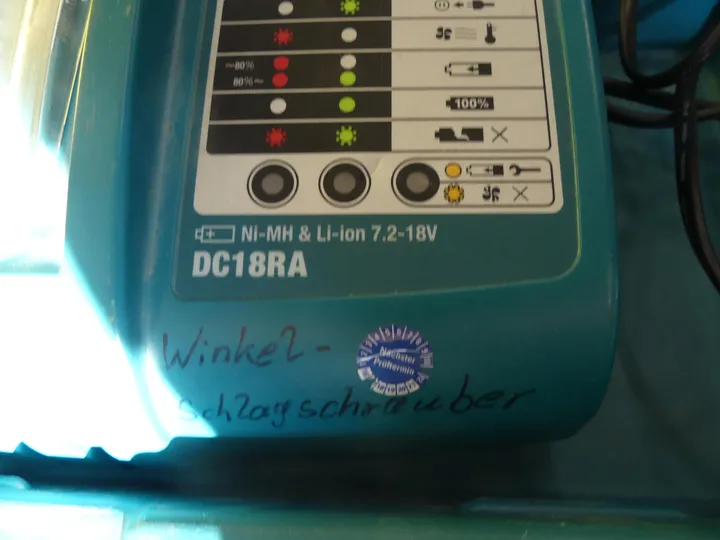 ~80%
80%~
100%
Ni-MH & Li-ion 7.2-18V
DC18RA
Winkel-
Nächster
Prüftermin
schlagschrauber